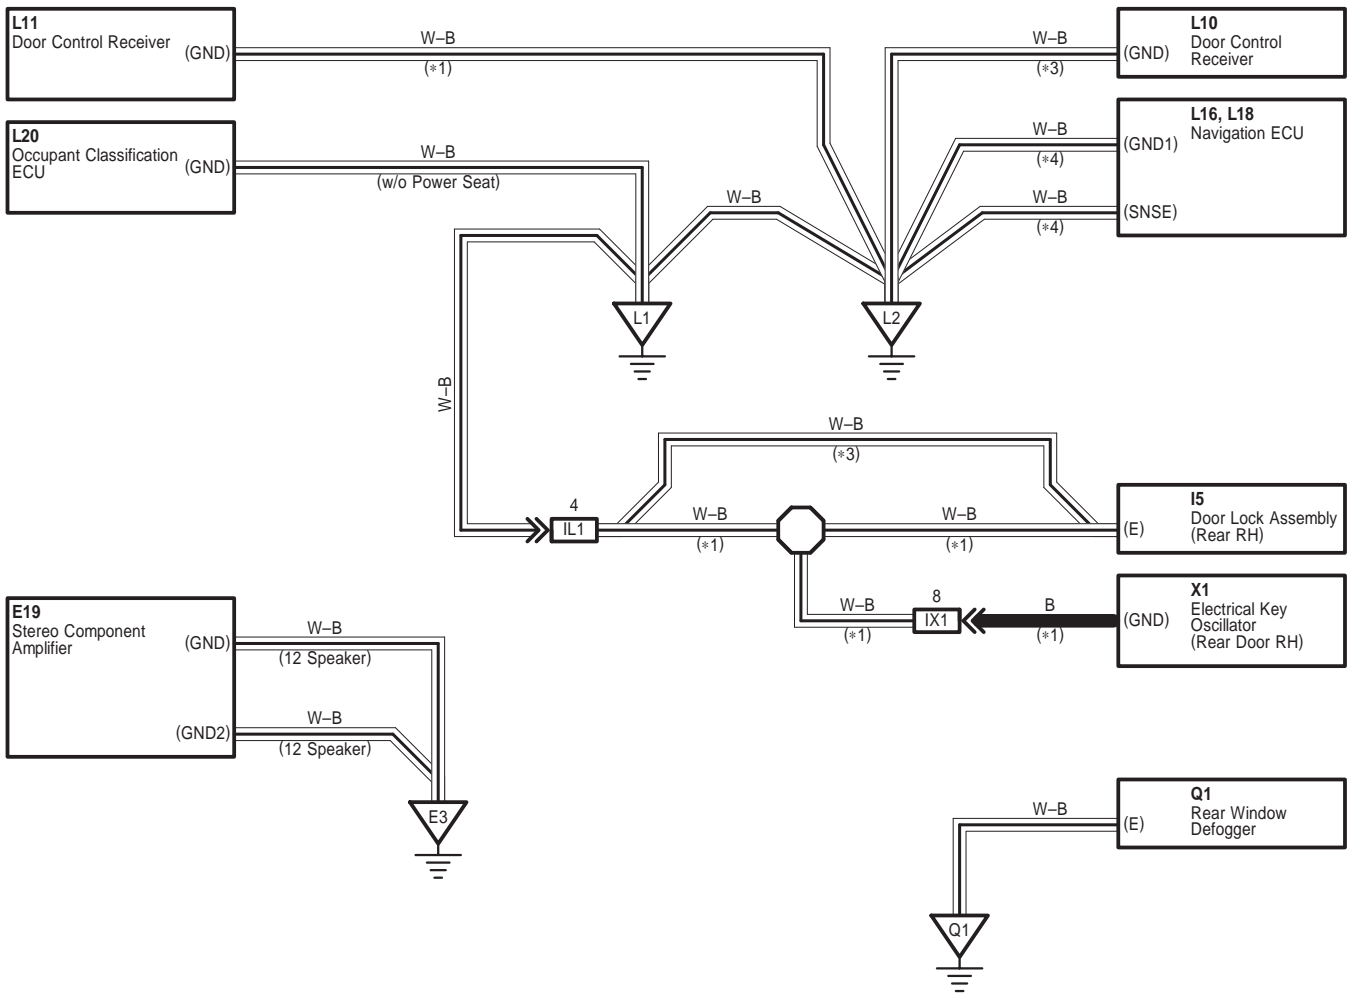 L11
Door Control Receiver
(GND)
W–B
(∗1)
W–B
(∗3)
(GND)
L10
Door Control
Receiver
L20
Occupant Classification
ECU
(GND)
W–B
(w/o Power Seat)
W–B
W–B
(∗4)
W–B
(∗4)
(GND1)
(SNSE)
L16, L18
Navigation ECU
L1
L2
W–B
W–B
(∗3)
4
IL1
W–B
(∗1)
W–B
(∗1)
(E)
I5
Door Lock Assembly
(Rear RH)
W–B
(∗1)
8
IX1
B
(∗1)
(GND)
X1
Electrical Key
Oscillator
(Rear Door RH)
E19
Stereo Component
Amplifier
(GND)
W–B
(12 Speaker)
(GND2)
W–B
(12 Speaker)
E3
W–B
(E)
Q1
Rear Window
Defogger
Q1